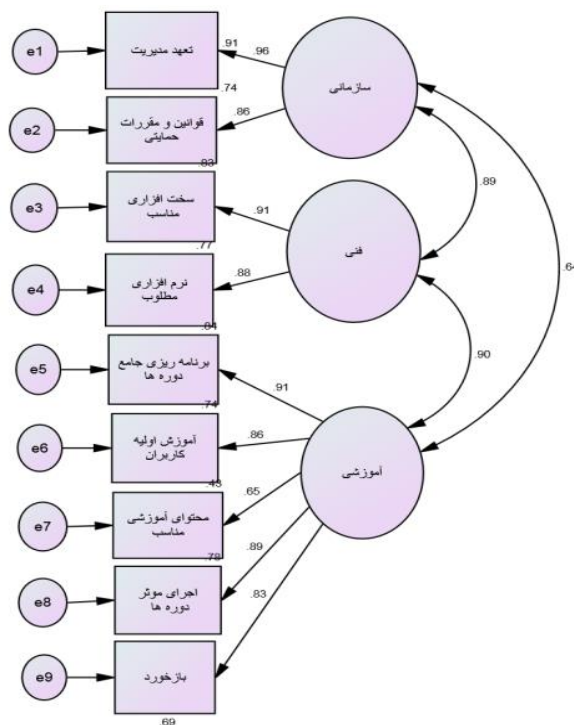 e1
تعهد مدیریت
.91
.96
سازمانی
.74
e2
قوانین و مقررات
حمایتی
.86
.83
e3
سخت افزاری
مناسب
.91
.89
فنی
.77
e4
نرم افزاری
مطلوب
.88
.64
.84
e5
برنامه ریزی جامع
دوره ها
.91
.90
.74
e6
آموزش اولیه
کاربران
.86
آموزشی
.43
e7
محتوای آموزشی
مناسب
.65
.78
e8
اجرای موثر
دوره ها
.89
.83
e9
بازخورد
.69